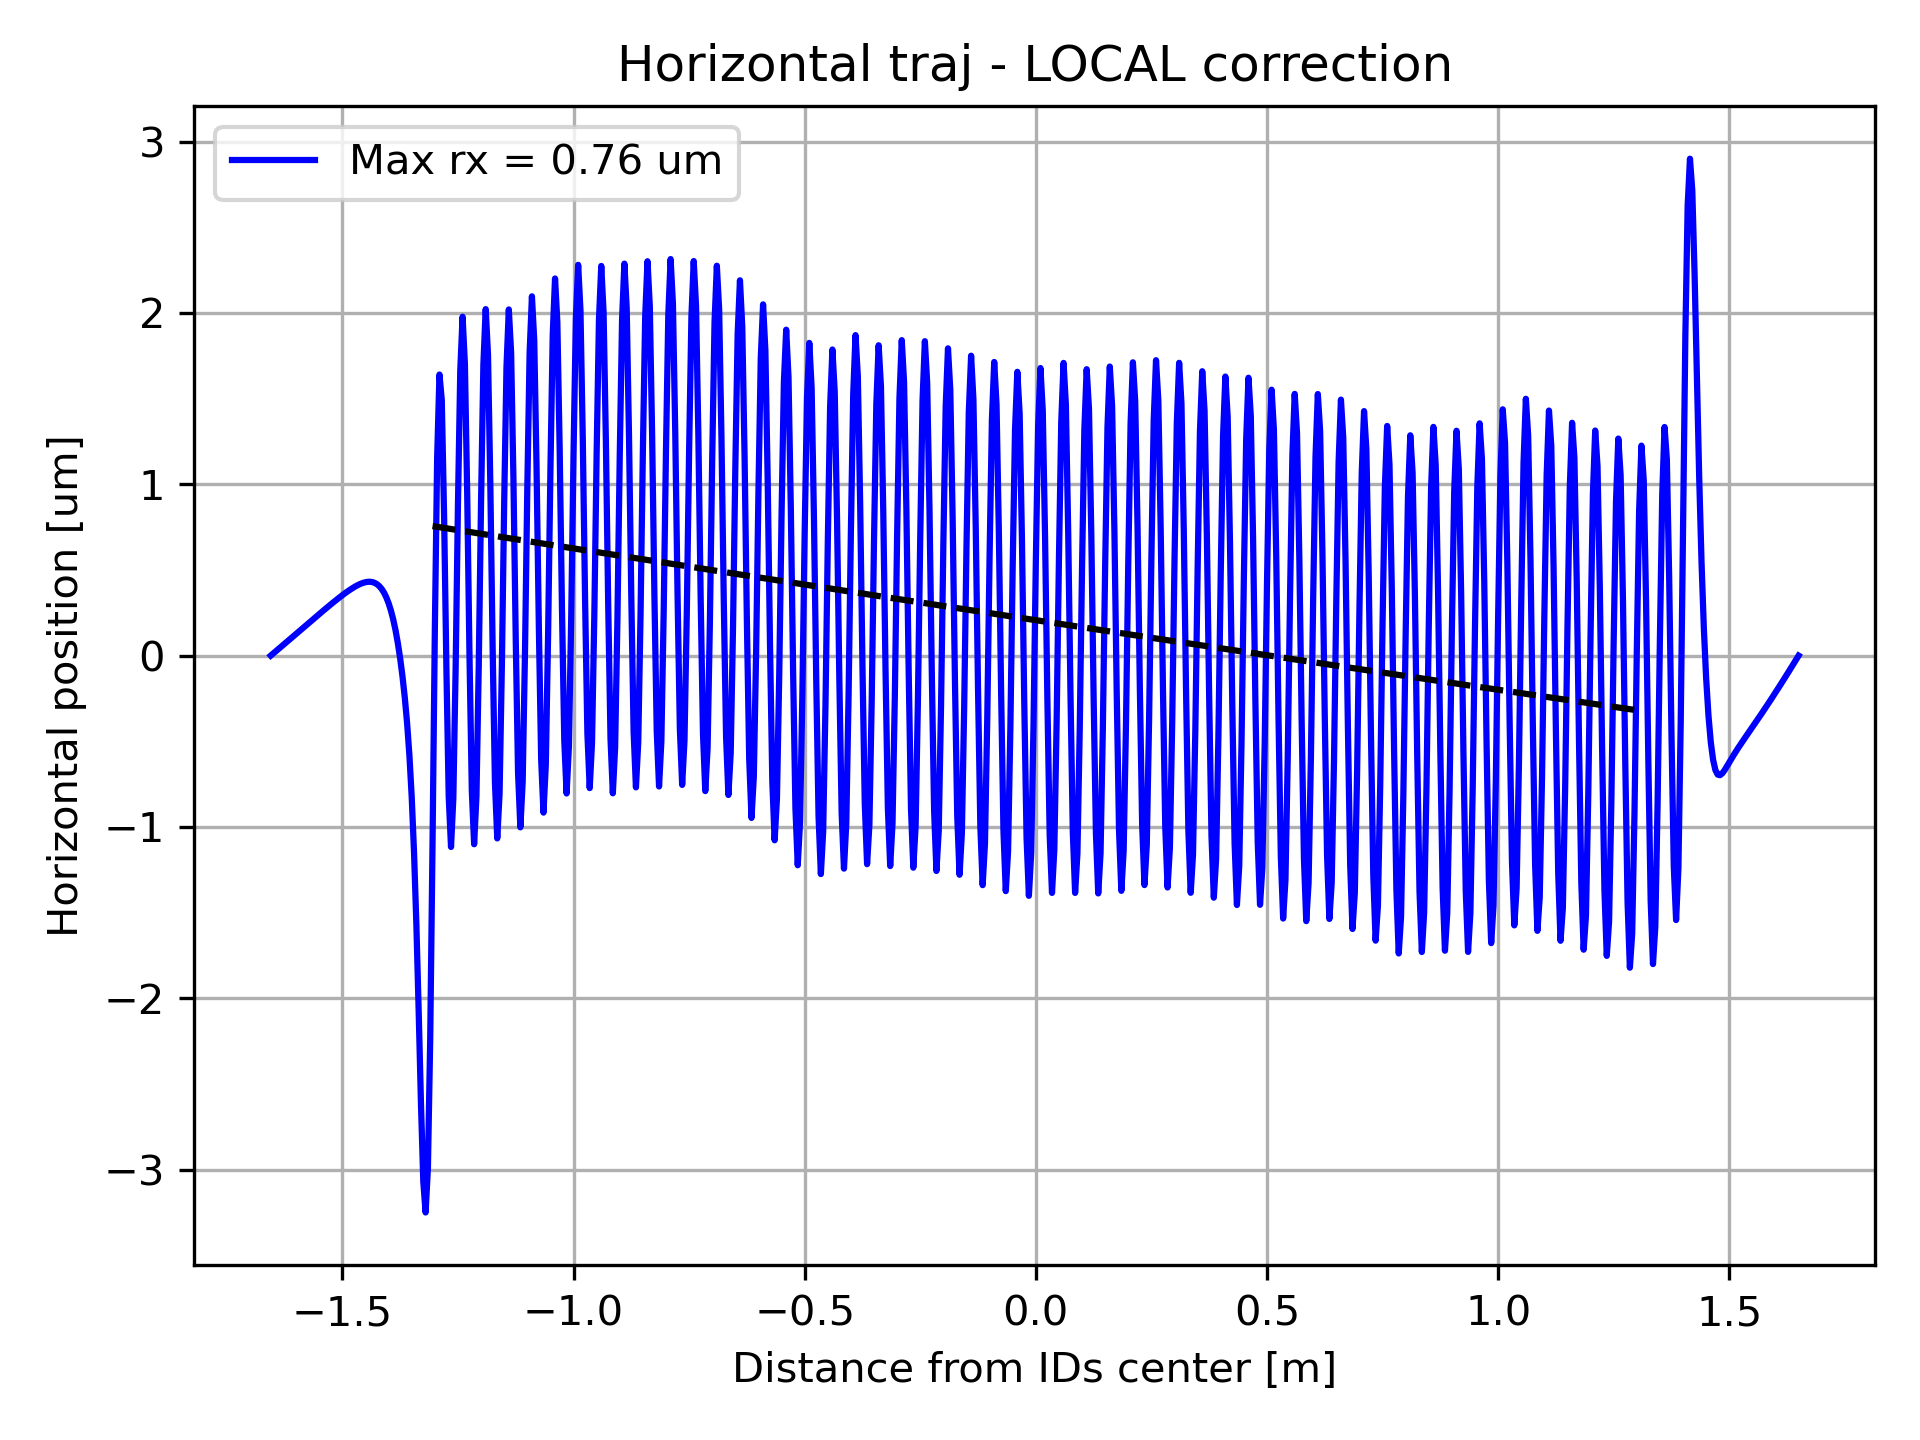 Horizontal traj - LOCAL correction
Max rx = 0.76 um
Horizontal position [um]
3
2
1
0
−1
−2
−3
−1.5 −1.0 −0.5 0.0 0.5 1.0 1.5
Distance from IDs center [m]